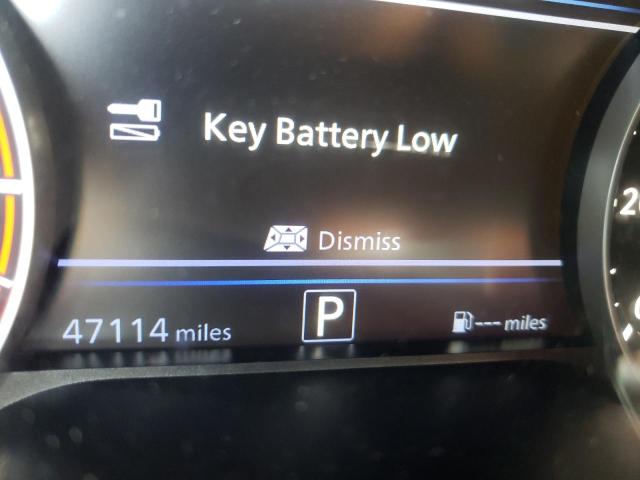 Key Battery Low
Dismiss
47114 miles
P
--- miles